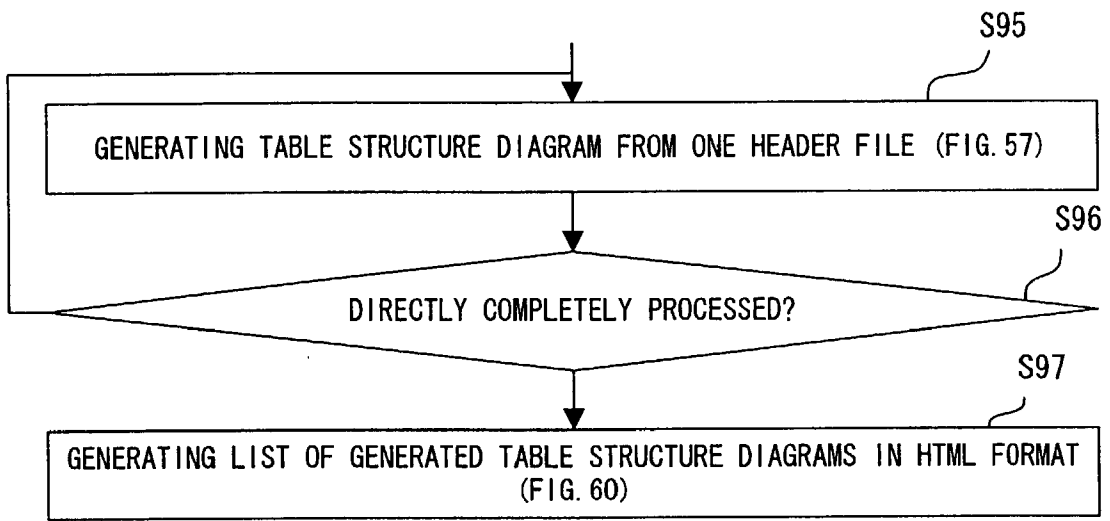 S95
GENERATING TABLE STRUCTURE DIAGRAM FROM ONE HEADER FILE (FIG. 57)
S96
DIRECTLY COMPLETELY PROCESSED?
S97
GENERATING LIST OF GENERATED TABLE STRUCTURE DIAGRAMS IN HTML FORMAT
(FIG. 60)